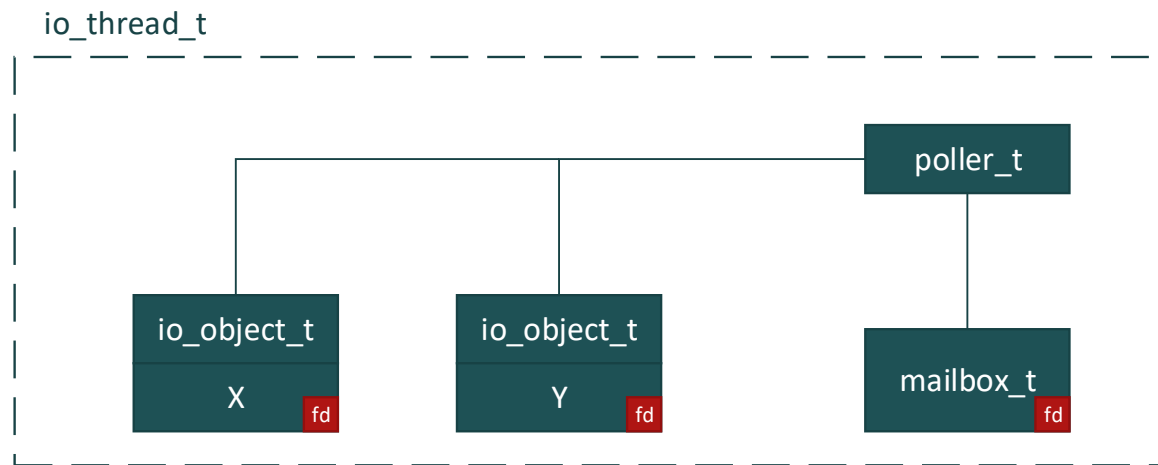 io_thread_t
poller_t
io_object_t
X
fd
io_object_t
Y
fd
mailbox_t
fd